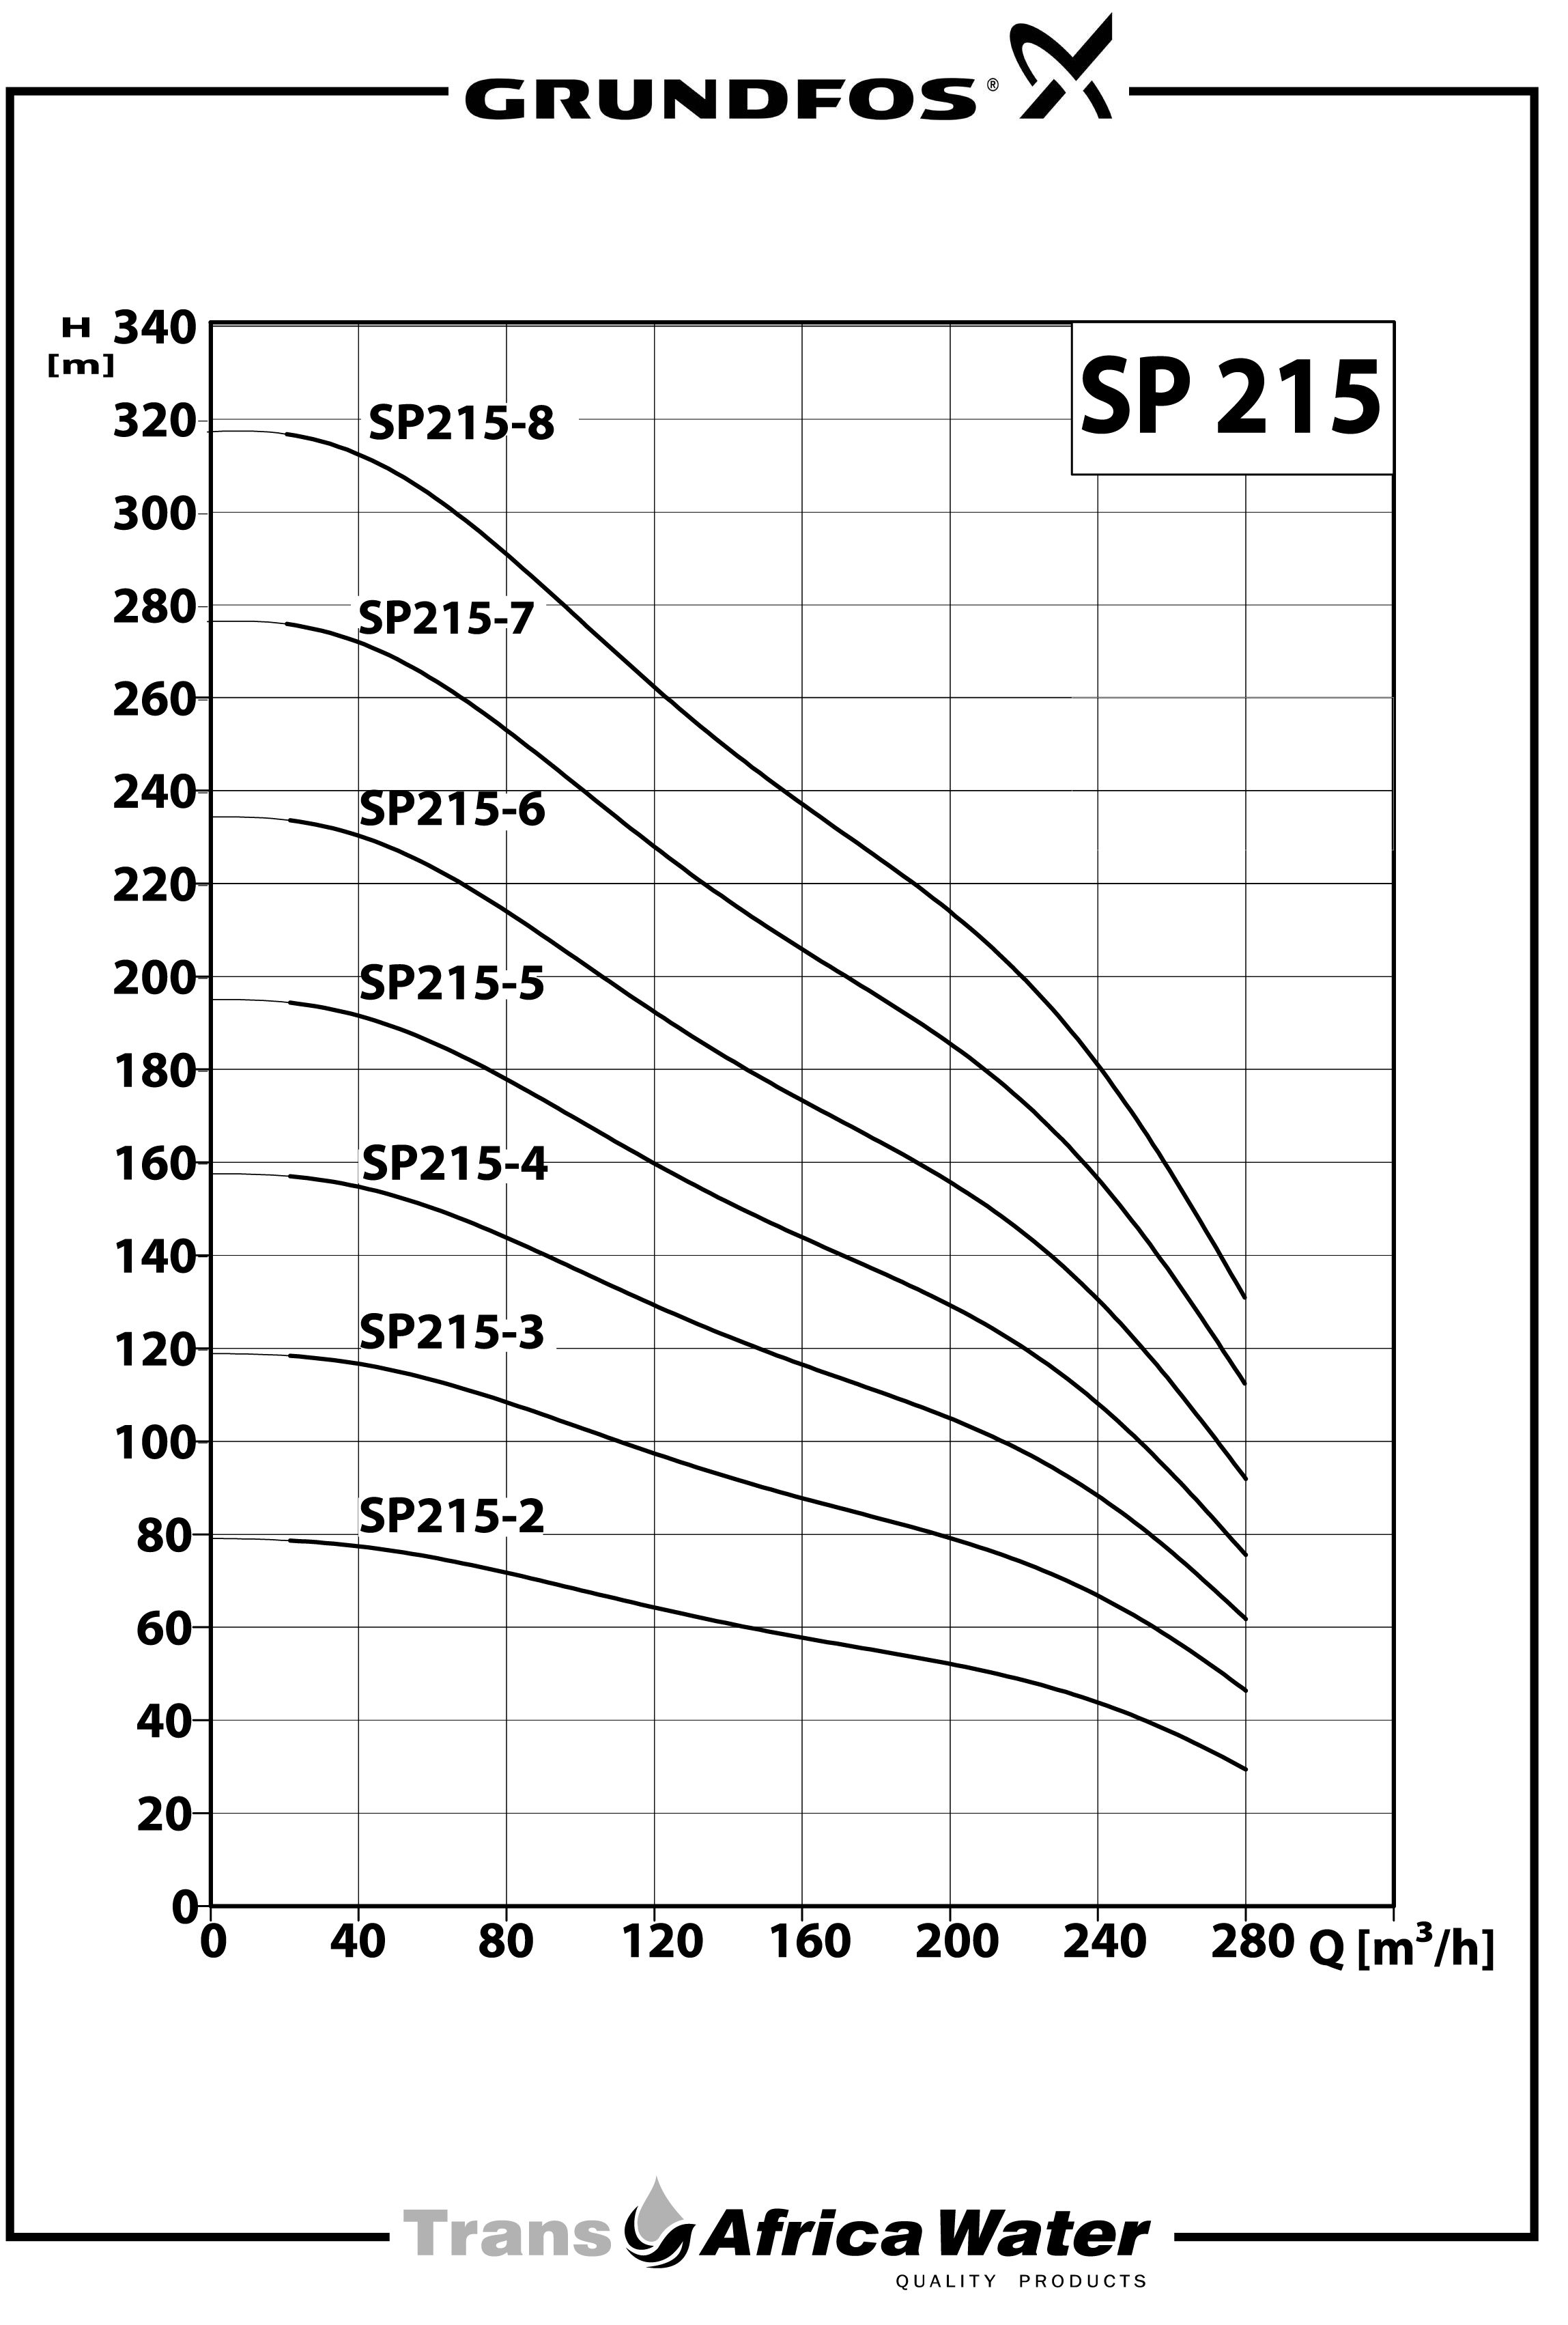 GRUNDFOS®
H 340
[m]
SP 215
320
SP215-8
300
280
SP215-7
260
240
SP215-6
220
200
SP215-5
180
160
SP215-4
140
120
SP215-3
100
80
SP215-2
60
40
20
0
0 40 80 120 160 200 240 280 Q [m³/h]
Trans Africa Water
QUALITY PRODUCTS